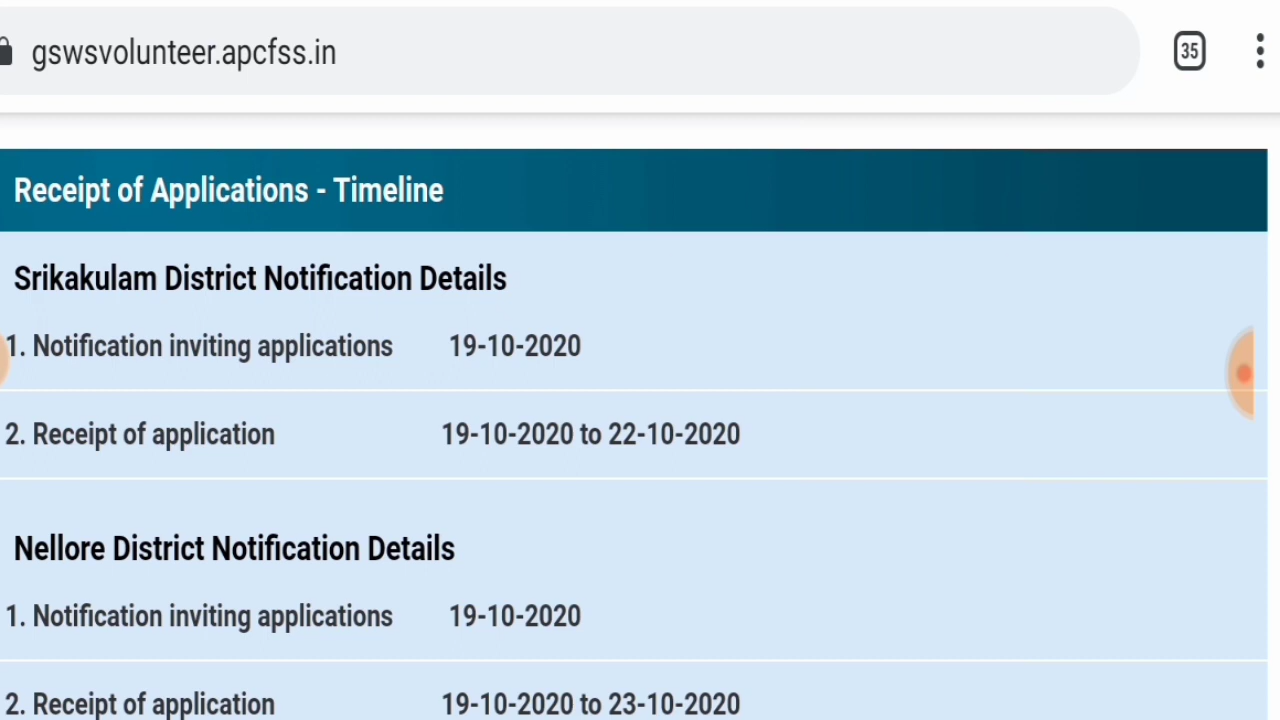 gswsvolunteer.apcfss.in
35
Receipt of Applications - Timeline
Srikakulam District Notification Details
1. Notification inviting applications 19-10-2020
2. Receipt of application 19-10-2020 to 22-10-2020
Nellore District Notification Details
1. Notification inviting applications 19-10-2020
2. Receipt of application 19-10-2020 to 23-10-2020